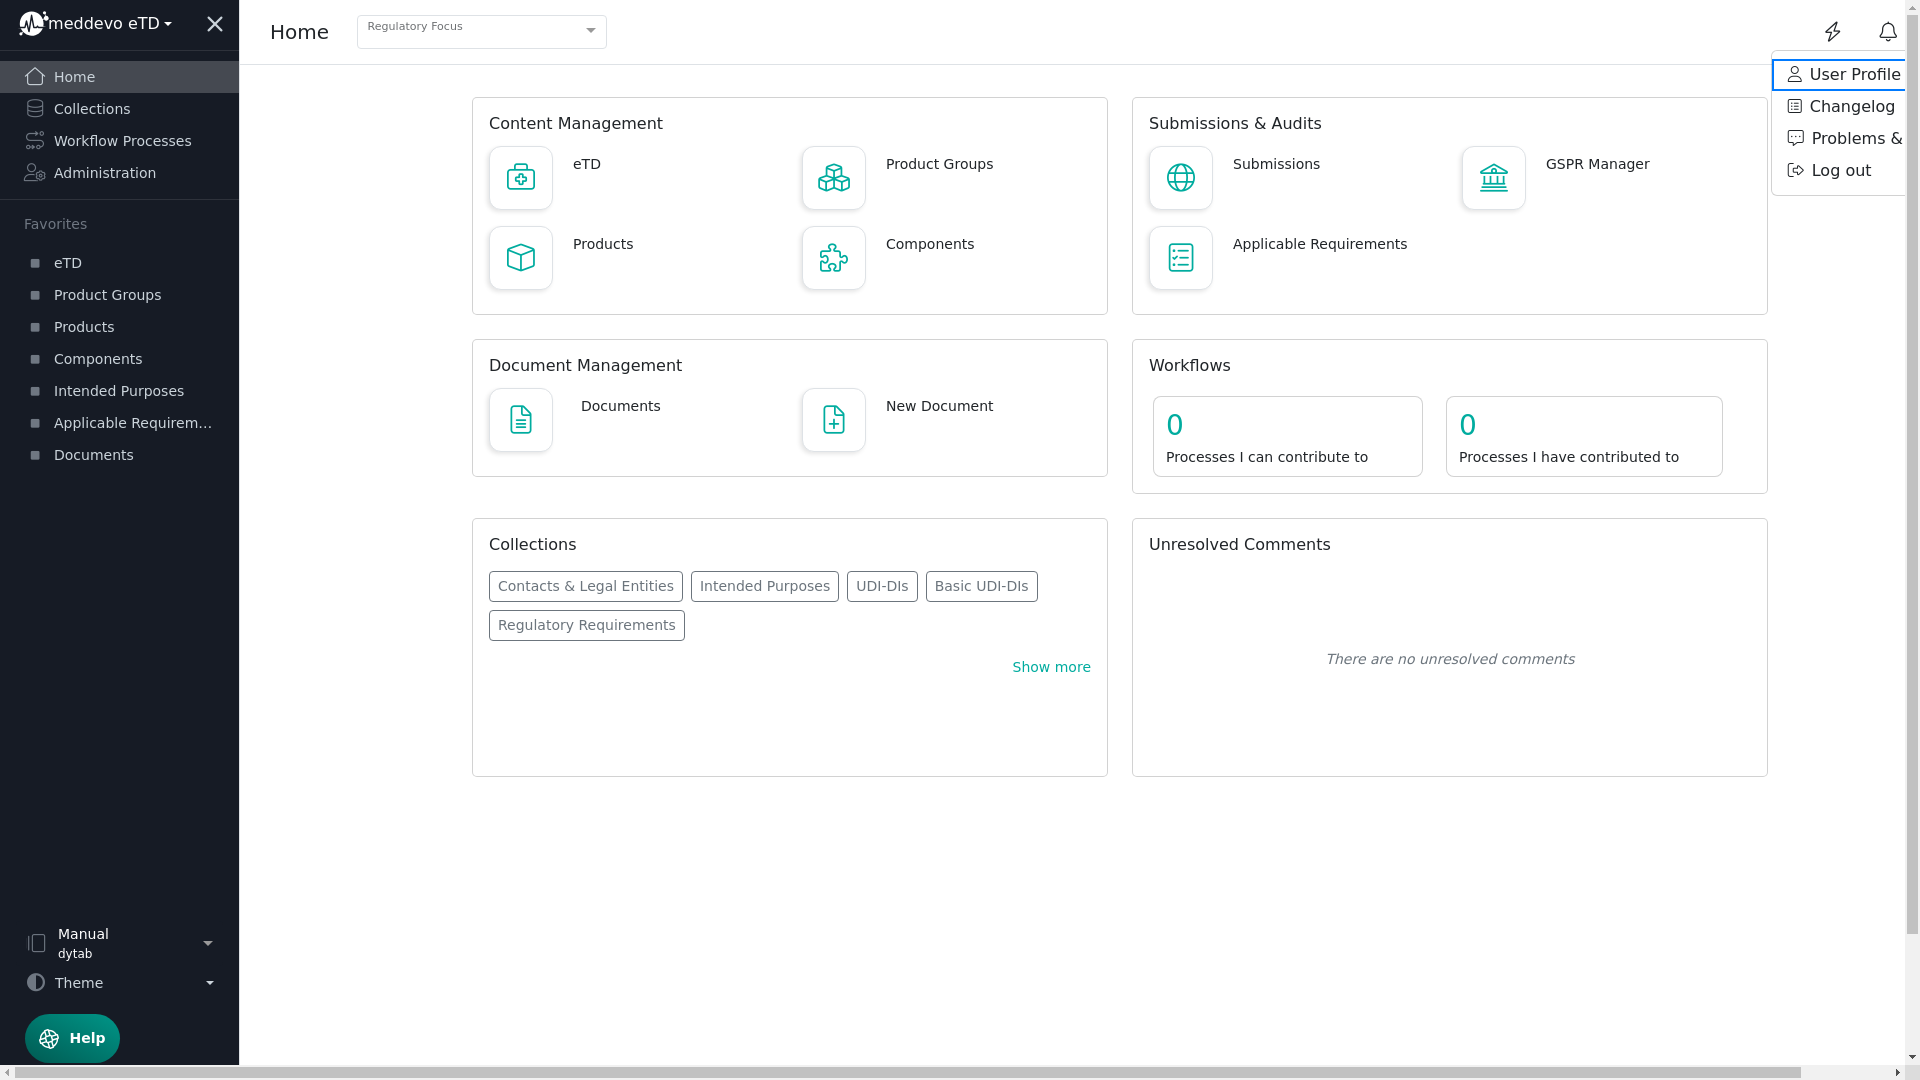 meddevo eTD
Home
Collections
Workflow Processes
Administration
Favorites
eTD
Product Groups
Products
Components
Intended Purposes
Applicable Requirem...
Documents
Manual
dytab
Theme
Help
Home
Regulatory Focus
User Profile
Changelog
Problems &
Log out
Content Management
eTD
Product Groups
Products
Components
Submissions & Audits
Submissions
GSPR Manager
Applicable Requirements
Document Management
Documents
New Document
Workflows
0
Processes I can contribute to
0
Processes I have contributed to
Collections
Contacts & Legal Entities
Intended Purposes
UDI-DIs
Basic UDI-DIs
Regulatory Requirements
Show more
Unresolved Comments
There are no unresolved comments